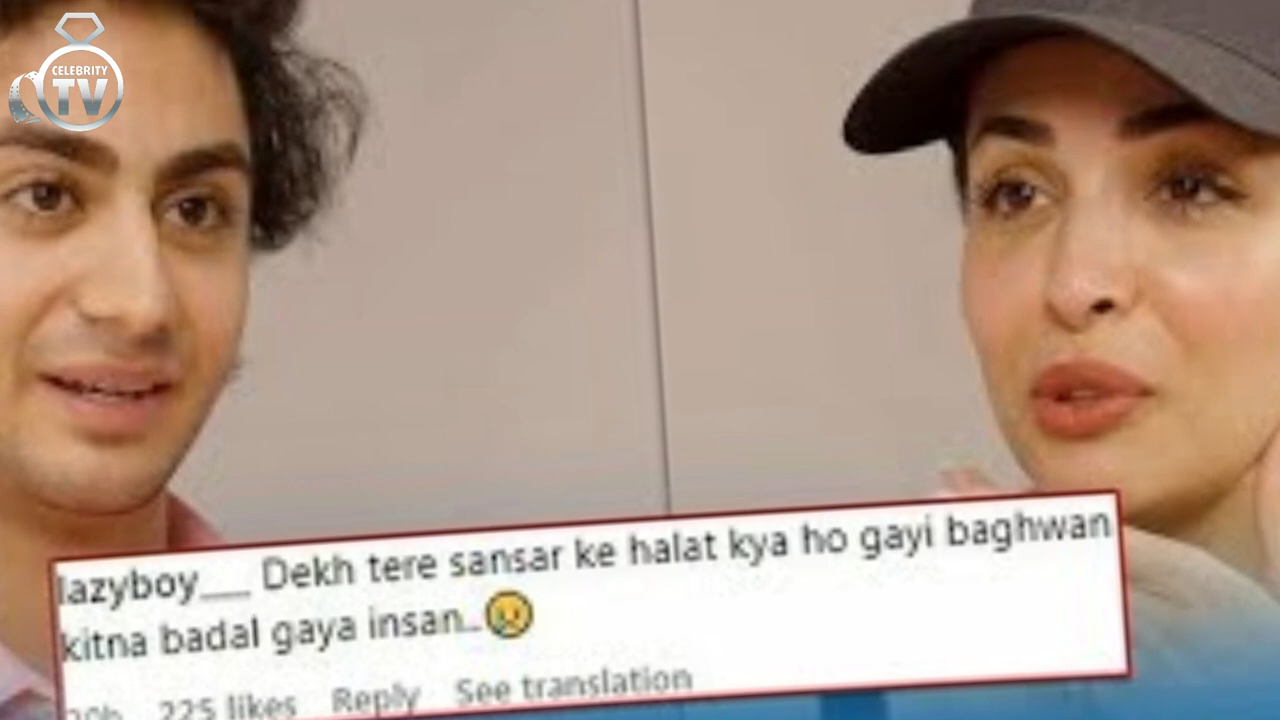 CELEBRITY
TV
lazyboy___ Dekh tere sansar ke halat kya ho gayi baghwan
kitna badal gaya insan..😥
20h 225 likes Reply See translation